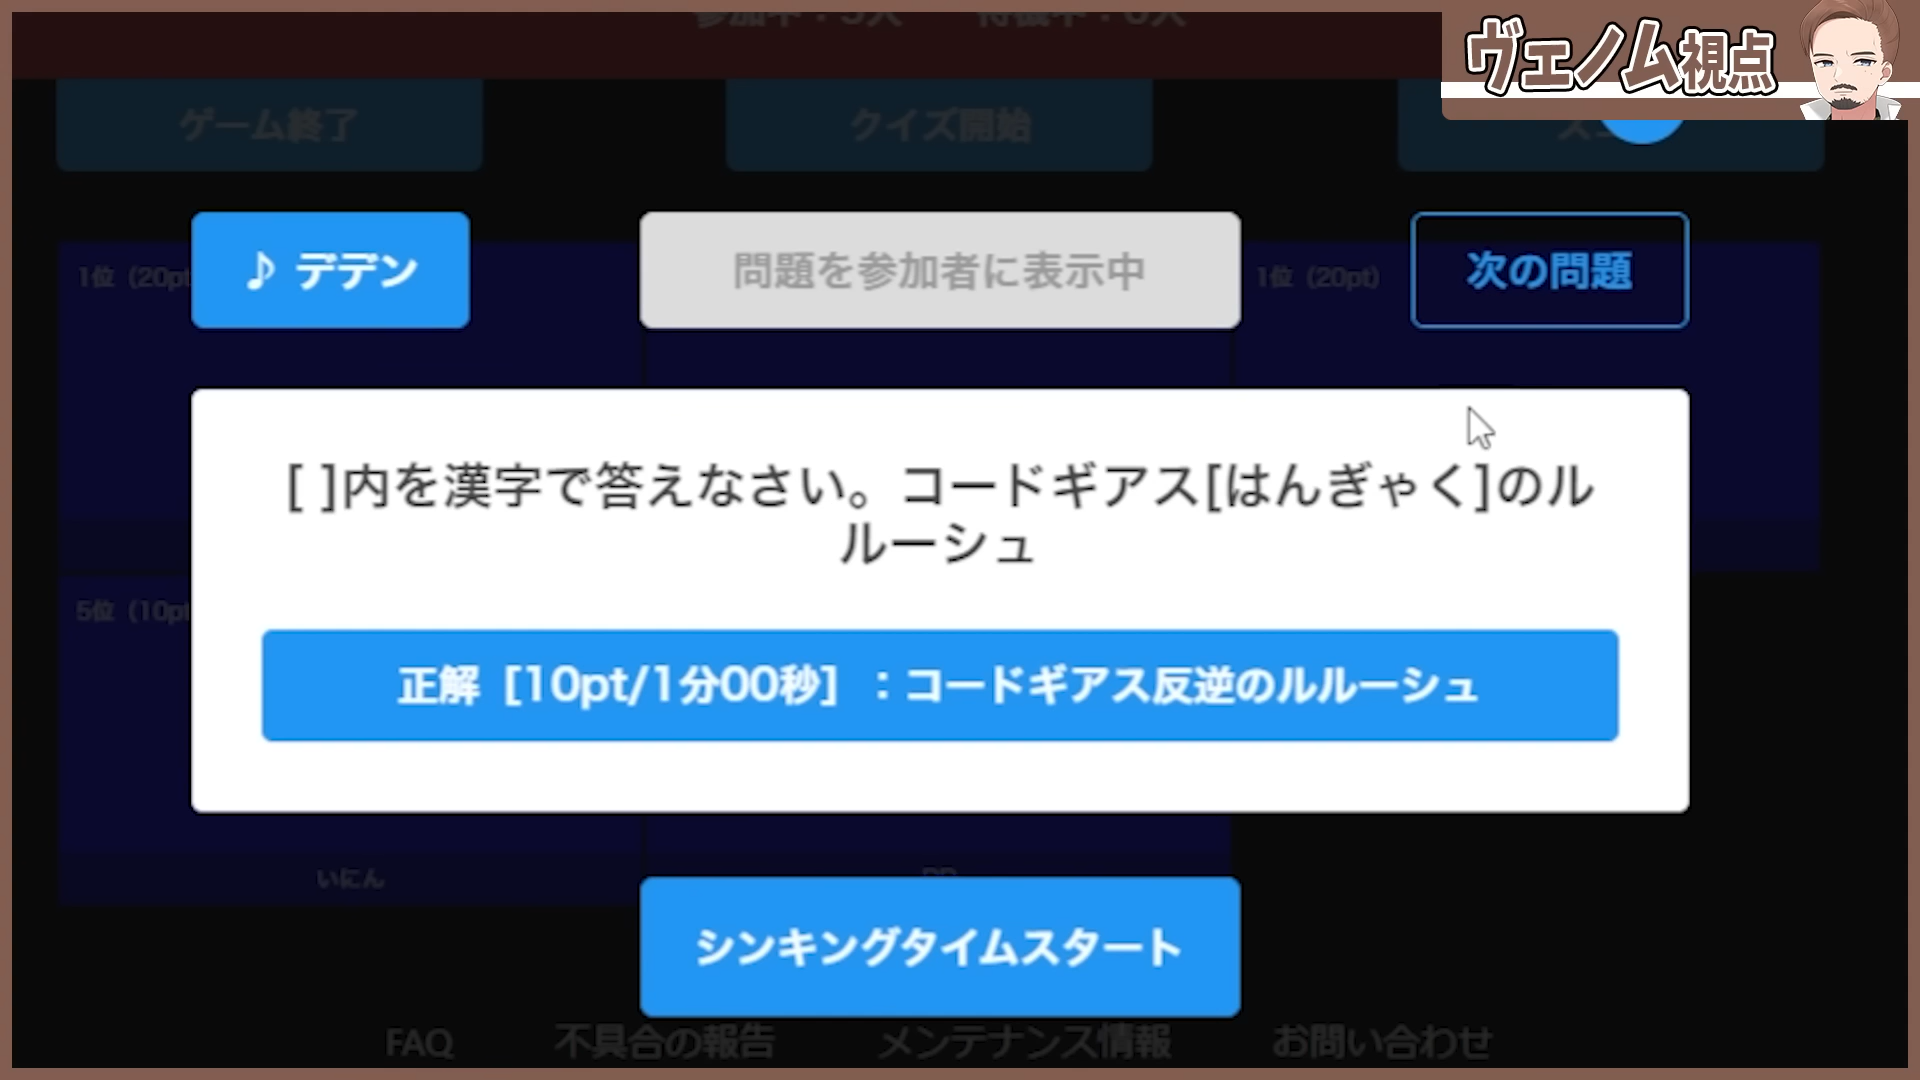 ヴェノム視点
ゲーム終了
クイズ開始
1位（20pt
♪ デデン
問題を参加者に表示中
1位（20pt）
次の問題
[ ]内を漢字で答えなさい。コードギアス[はんぎゃく]のル
ルーシュ
5位（10pt
正解［10pt/1分00秒］：コードギアス反逆のルルーシュ
いにん
シンキングタイムスタート
FAQ
不具合の報告
メンテナンス情報
お問い合わせ